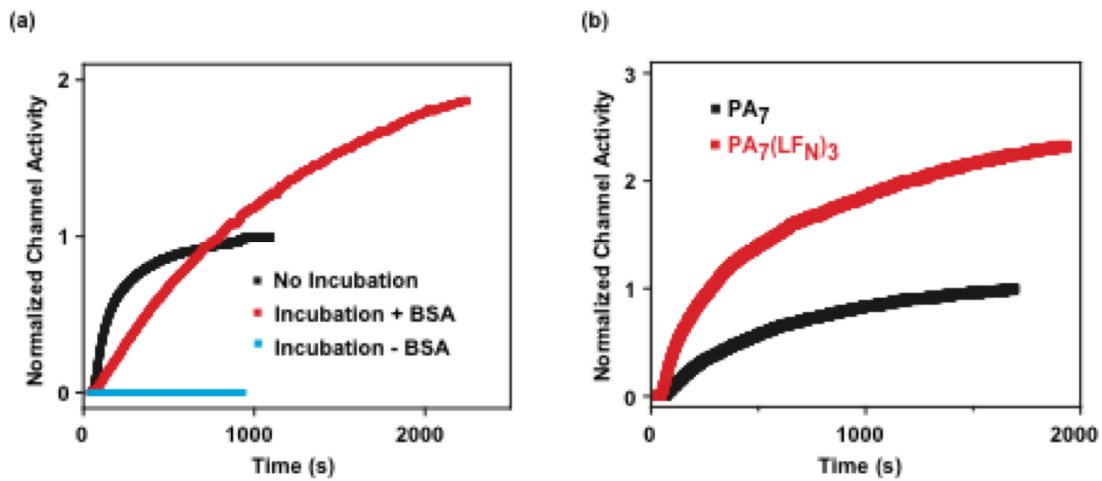 (a)
Normalized Channel Activity
2
1
0
No Incubation
Incubation + BSA
Incubation - BSA
0 1000 2000
Time (s)
(b)
Normalized Channel Activity
3
2
1
0
PA7
PA7(LFN)3
0 1000 2000
Time (s)